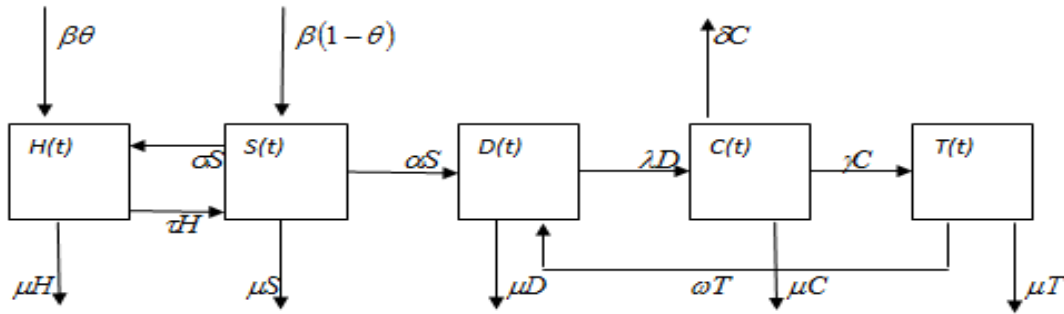 βθ
β(1−θ)
δC
H(t)
S(t)
D(t)
C(t)
T(t)
σS
αS
λD
γC
τH
μH
μS
μD
ωT
μC
μT